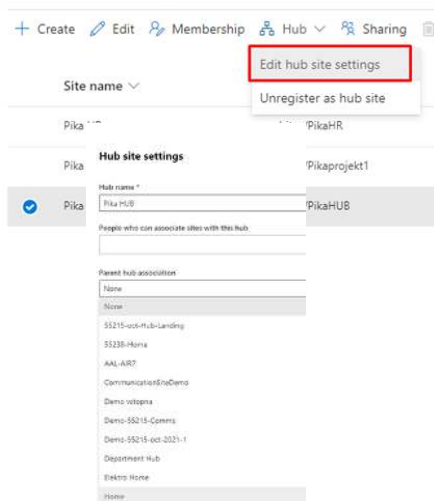 + Create Edit Membership Hub Sharing
Edit hub site settings
Site name
Unregister as hub site
Pika /PikaHR
Pika /Pikaprojekt1
Pika /PikaHUB
Hub site settings
Hub name *
Pika HUB
People who can associate sites with this hub
Parent hub association
None
None
55215-oct-Hub-Landing
55238-Home
AAL-AIR7
CommunicationSiteDemo
Demo vstopna
Demo-55215-Comms
Demo-55215-oct-2021-1
Department Hub
Elektro Home
Home